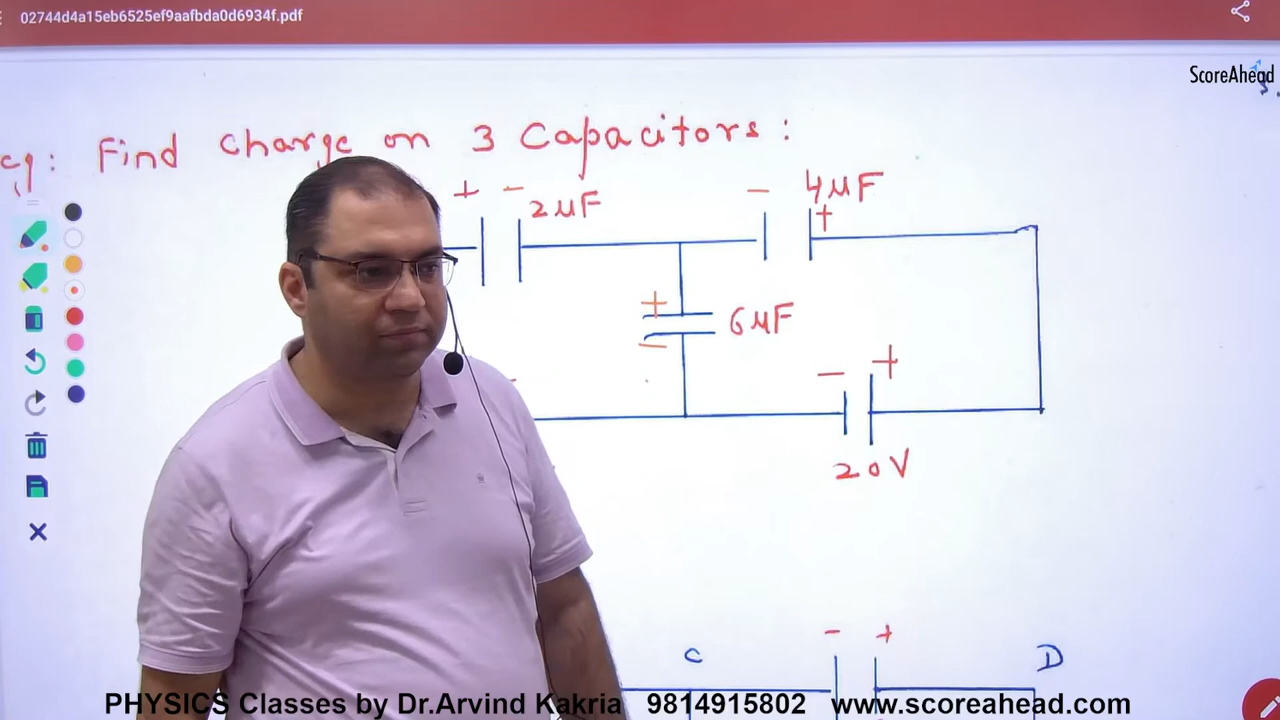 02744d4a15eb6525ef9aafbda0d6934f.pdf
ScoreAhead
eg: Find charge on 3 Capacitors:
+ - 2μF
- 4μF +
+ 6μF -
- +
20V
- +
C D
PHYSICS Classes by Dr.Arvind Kakria 9814915802 www.scoreahead.com